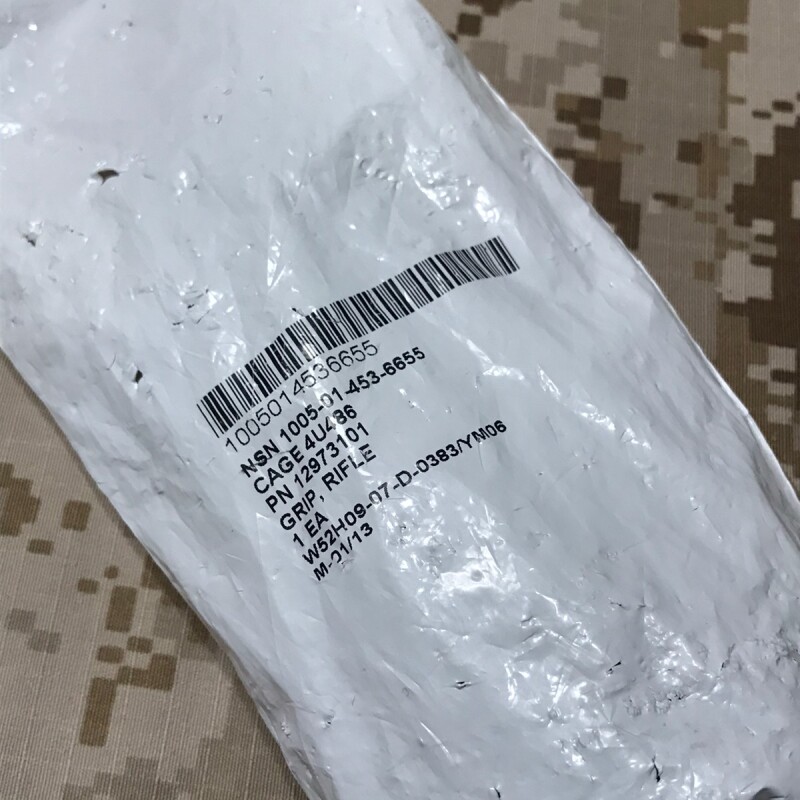 1005014536655
NSN 1005-01-453-6655
CAGE 4U486
PN 12973101
GRIP, RIFLE
1 EA
W52H09-07-D-0383/YM06
M-01/13